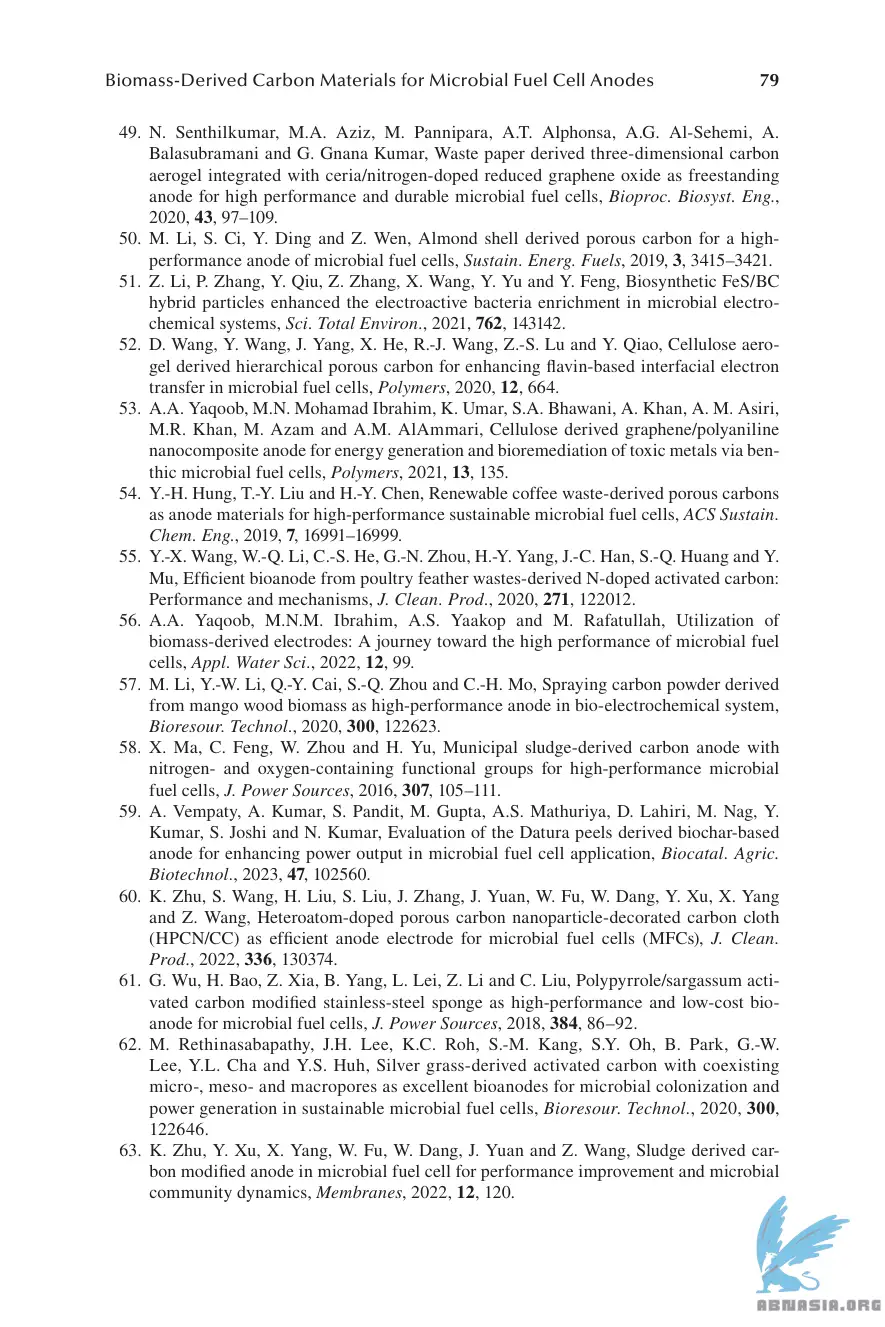 Biomass-Derived Carbon Materials for Microbial Fuel Cell Anodes 79
49. N. Senthilkumar, M.A. Aziz, M. Pannipara, A.T. Alphonsa, A.G. Al-Sehemi, A.
Balasubramani and G. Gnana Kumar, Waste paper derived three-dimensional carbon
aerogel integrated with ceria/nitrogen-doped reduced graphene oxide as freestanding
anode for high performance and durable microbial fuel cells, Bioproc. Biosyst. Eng.,
2020, 43, 97–109.
50. M. Li, S. Ci, Y. Ding and Z. Wen, Almond shell derived porous carbon for a high-
performance anode of microbial fuel cells, Sustain. Energ. Fuels, 2019, 3, 3415–3421.
51. Z. Li, P. Zhang, Y. Qiu, Z. Zhang, X. Wang, Y. Yu and Y. Feng, Biosynthetic FeS/BC
hybrid particles enhanced the electroactive bacteria enrichment in microbial electro-
chemical systems, Sci. Total Environ., 2021, 762, 143142.
52. D. Wang, Y. Wang, J. Yang, X. He, R.-J. Wang, Z.-S. Lu and Y. Qiao, Cellulose aero-
gel derived hierarchical porous carbon for enhancing flavin-based interfacial electron
transfer in microbial fuel cells, Polymers, 2020, 12, 664.
53. A.A. Yaqoob, M.N. Mohamad Ibrahim, K. Umar, S.A. Bhawani, A. Khan, A. M. Asiri,
M.R. Khan, M. Azam and A.M. AlAmmari, Cellulose derived graphene/polyaniline
nanocomposite anode for energy generation and bioremediation of toxic metals via ben-
thic microbial fuel cells, Polymers, 2021, 13, 135.
54. Y.-H. Hung, T.-Y. Liu and H.-Y. Chen, Renewable coffee waste-derived porous carbons
as anode materials for high-performance sustainable microbial fuel cells, ACS Sustain.
Chem. Eng., 2019, 7, 16991–16999.
55. Y.-X. Wang, W.-Q. Li, C.-S. He, G.-N. Zhou, H.-Y. Yang, J.-C. Han, S.-Q. Huang and Y.
Mu, Efficient bioanode from poultry feather wastes-derived N-doped activated carbon:
Performance and mechanisms, J. Clean. Prod., 2020, 271, 122012.
56. A.A. Yaqoob, M.N.M. Ibrahim, A.S. Yaakop and M. Rafatullah, Utilization of
biomass-derived electrodes: A journey toward the high performance of microbial fuel
cells, Appl. Water Sci., 2022, 12, 99.
57. M. Li, Y.-W. Li, Q.-Y. Cai, S.-Q. Zhou and C.-H. Mo, Spraying carbon powder derived
from mango wood biomass as high-performance anode in bio-electrochemical system,
Bioresour. Technol., 2020, 300, 122623.
58. X. Ma, C. Feng, W. Zhou and H. Yu, Municipal sludge-derived carbon anode with
nitrogen- and oxygen-containing functional groups for high-performance microbial
fuel cells, J. Power Sources, 2016, 307, 105–111.
59. A. Vempaty, A. Kumar, S. Pandit, M. Gupta, A.S. Mathuriya, D. Lahiri, M. Nag, Y.
Kumar, S. Joshi and N. Kumar, Evaluation of the Datura peels derived biochar-based
anode for enhancing power output in microbial fuel cell application, Biocatal. Agric.
Biotechnol., 2023, 47, 102560.
60. K. Zhu, S. Wang, H. Liu, S. Liu, J. Zhang, J. Yuan, W. Fu, W. Dang, Y. Xu, X. Yang
and Z. Wang, Heteroatom-doped porous carbon nanoparticle-decorated carbon cloth
(HPCN/CC) as efficient anode electrode for microbial fuel cells (MFCs), J. Clean.
Prod., 2022, 336, 130374.
61. G. Wu, H. Bao, Z. Xia, B. Yang, L. Lei, Z. Li and C. Liu, Polypyrrole/sargassum acti-
vated carbon modified stainless-steel sponge as high-performance and low-cost bio-
anode for microbial fuel cells, J. Power Sources, 2018, 384, 86–92.
62. M. Rethinasabapathy, J.H. Lee, K.C. Roh, S.-M. Kang, S.Y. Oh, B. Park, G.-W.
Lee, Y.L. Cha and Y.S. Huh, Silver grass-derived activated carbon with coexisting
micro-, meso- and macropores as excellent bioanodes for microbial colonization and
power generation in sustainable microbial fuel cells, Bioresour. Technol., 2020, 300,
122646.
63. K. Zhu, Y. Xu, X. Yang, W. Fu, W. Dang, J. Yuan and Z. Wang, Sludge derived car-
bon modified anode in microbial fuel cell for performance improvement and microbial
community dynamics, Membranes, 2022, 12, 120.
ABNASIA.ORG